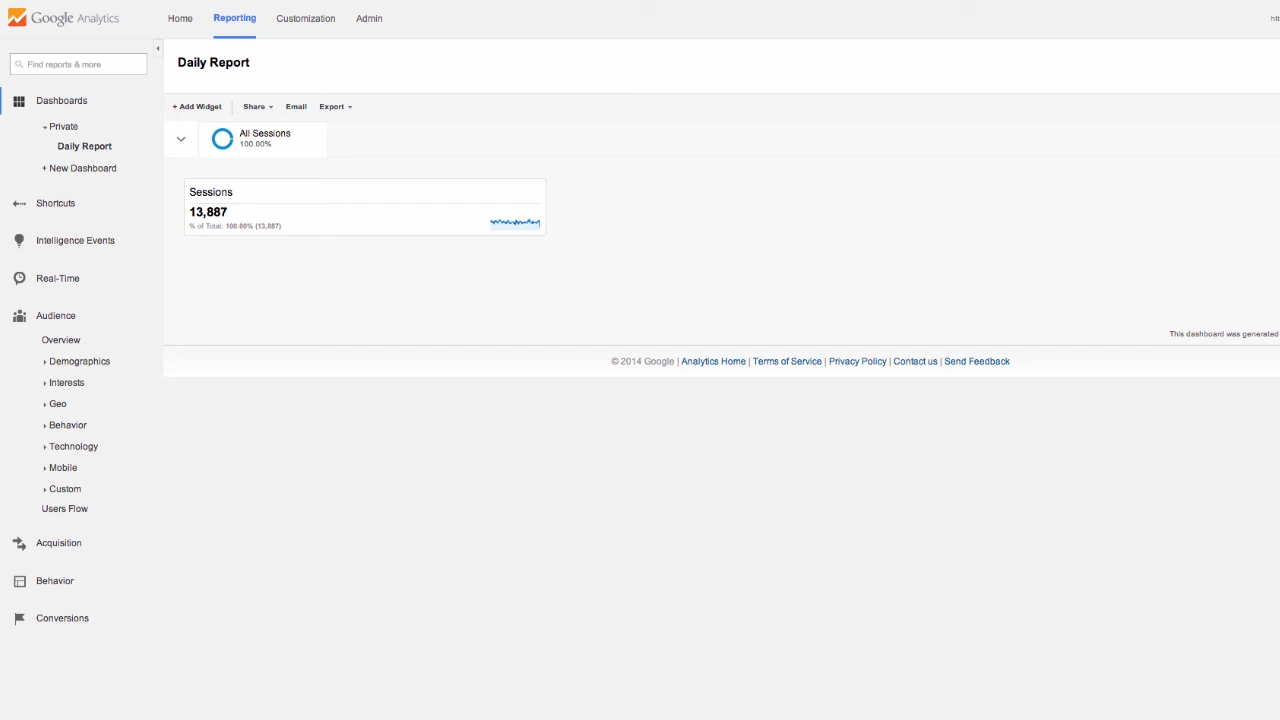 Google Analytics
Home Reporting Customization Admin
Find reports & more
Dashboards
Private
Daily Report
+ New Dashboard
Shortcuts
Intelligence Events
Real-Time
Audience
Overview
Demographics
Interests
Geo
Behavior
Technology
Mobile
Custom
Users Flow
Acquisition
Behavior
Conversions
Daily Report
+ Add Widget Share Email Export
All Sessions
100.00%
Sessions
13,887
% of Total: 100.00% (13,887)
This dashboard was generated
© 2014 Google | Analytics Home | Terms of Service | Privacy Policy | Contact us | Send Feedback